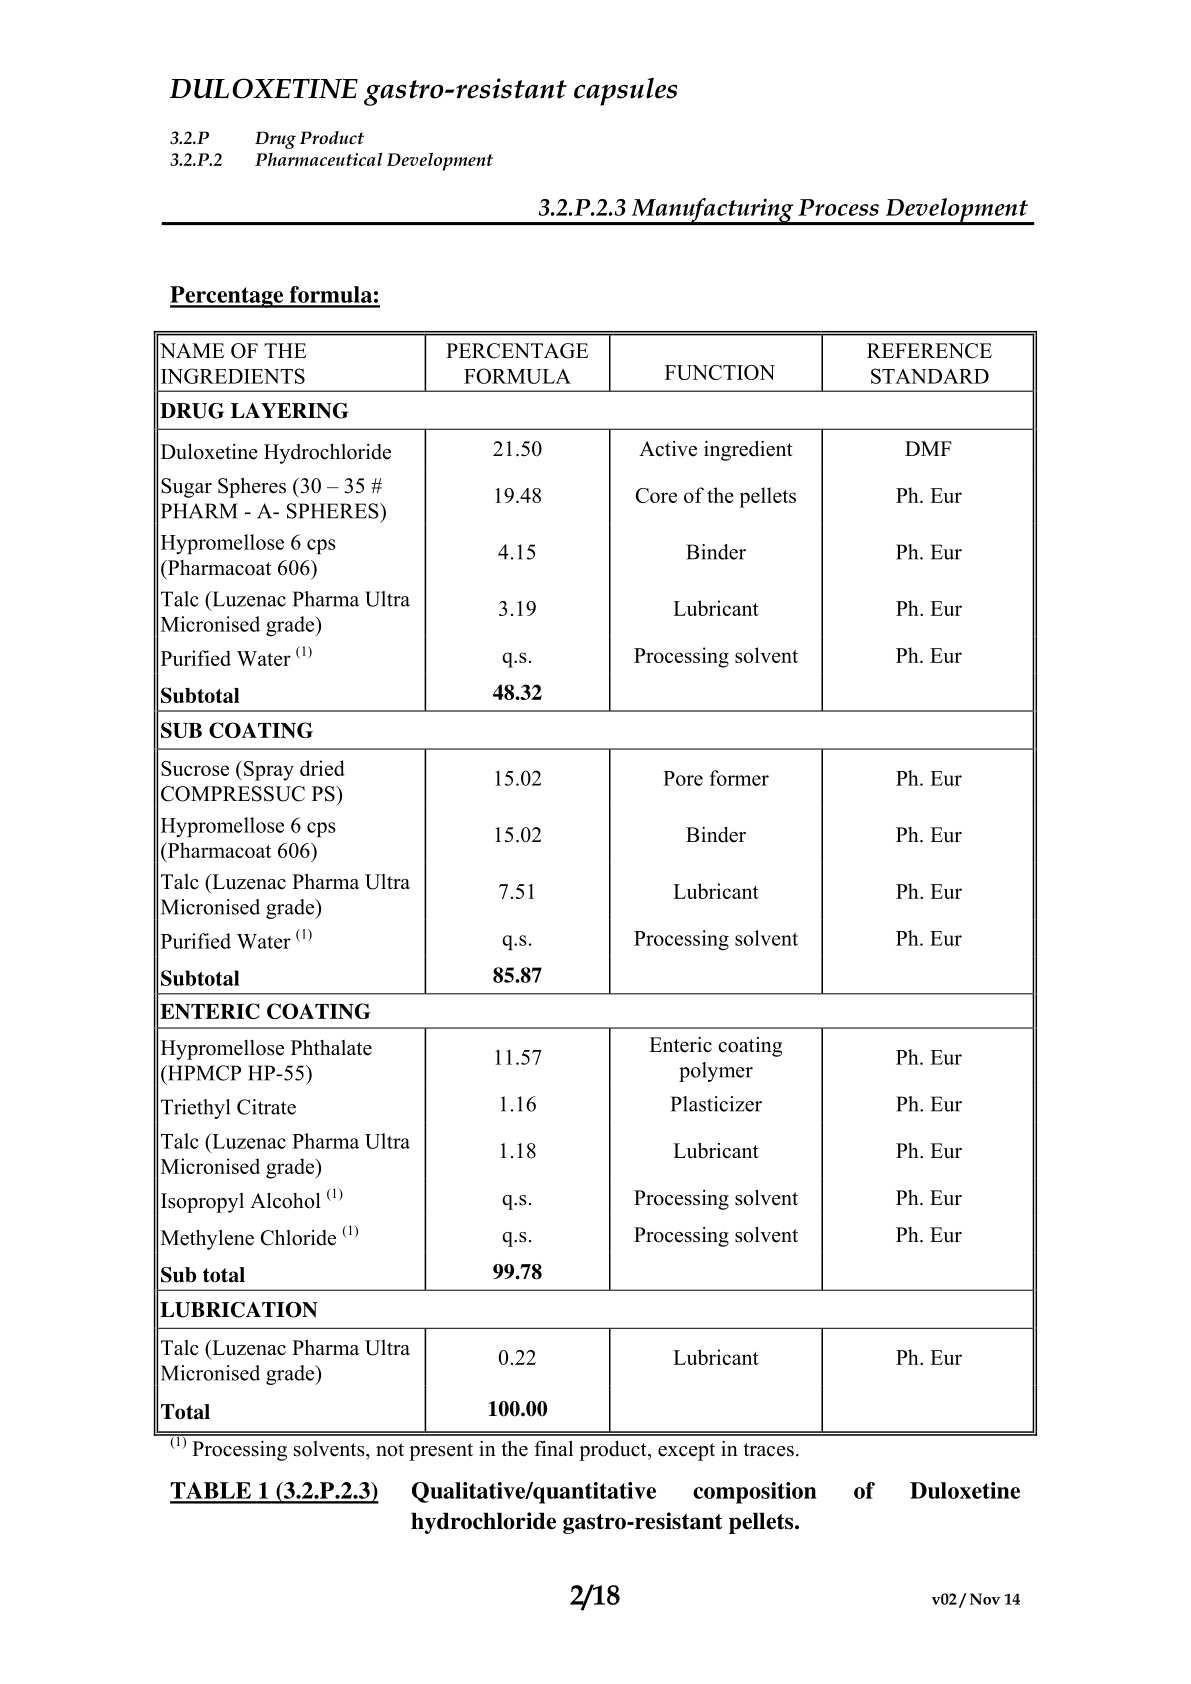 DULOXETINE gastro-resistant capsules
3.2.P Drug Product
3.2.P.2 Pharmaceutical Development
3.2.P.2.3 Manufacturing Process Development
Percentage formula:
NAME OF THE INGREDIENTS PERCENTAGE FORMULA FUNCTION REFERENCE STANDARD
DRUG LAYERING
Duloxetine Hydrochloride 21.50 Active ingredient DMF
Sugar Spheres (30 – 35 # PHARM - A- SPHERES) 19.48 Core of the pellets Ph. Eur
Hypromellose 6 cps (Pharmacoat 606) 4.15 Binder Ph. Eur
Talc (Luzenac Pharma Ultra Micronised grade) 3.19 Lubricant Ph. Eur
Purified Water (1) q.s. Processing solvent Ph. Eur
Subtotal 48.32
SUB COATING
Sucrose (Spray dried COMPRESSUC PS) 15.02 Pore former Ph. Eur
Hypromellose 6 cps (Pharmacoat 606) 15.02 Binder Ph. Eur
Talc (Luzenac Pharma Ultra Micronised grade) 7.51 Lubricant Ph. Eur
Purified Water (1) q.s. Processing solvent Ph. Eur
Subtotal 85.87
ENTERIC COATING
Hypromellose Phthalate (HPMCP HP-55) 11.57 Enteric coating polymer Ph. Eur
Triethyl Citrate 1.16 Plasticizer Ph. Eur
Talc (Luzenac Pharma Ultra Micronised grade) 1.18 Lubricant Ph. Eur
Isopropyl Alcohol (1) q.s. Processing solvent Ph. Eur
Methylene Chloride (1) q.s. Processing solvent Ph. Eur
Sub total 99.78
LUBRICATION
Talc (Luzenac Pharma Ultra Micronised grade) 0.22 Lubricant Ph. Eur
Total 100.00
(1) Processing solvents, not present in the final product, except in traces.
TABLE 1 (3.2.P.2.3) Qualitative/quantitative composition of Duloxetine
hydrochloride gastro-resistant pellets.
2/18 v02 / Nov 14